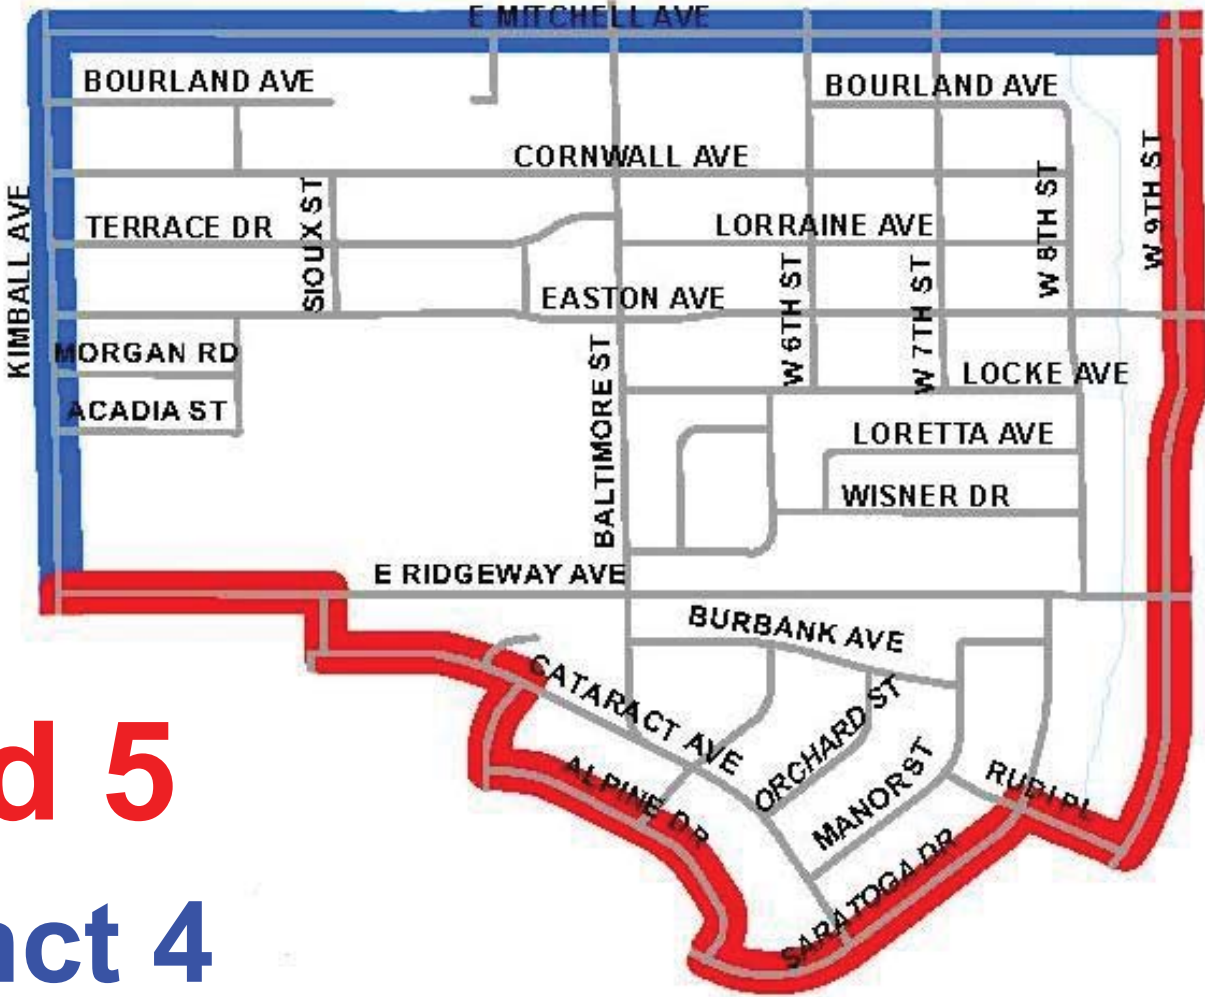 E MITCHELL AVE
BOURLAND AVE
BOURLAND AVE
CORNWALL AVE
W 9TH ST
W 8TH ST
KIMBALL AVE
SIOUX ST
TERRACE DR
LORRAINE AVE
W 6TH ST
W 7TH ST
EASTON AVE
MORGAN RD
BALTIMORE ST
LOCKE AVE
ACADIA ST
LORETTA AVE
WISNER DR
E RIDGEWAY AVE
BURBANK AVE
CATARACT AVE
ORCHARD ST
MANOR ST
RUDI PL
ALPINE DR
SARATOGA DR
d 5
nct 4